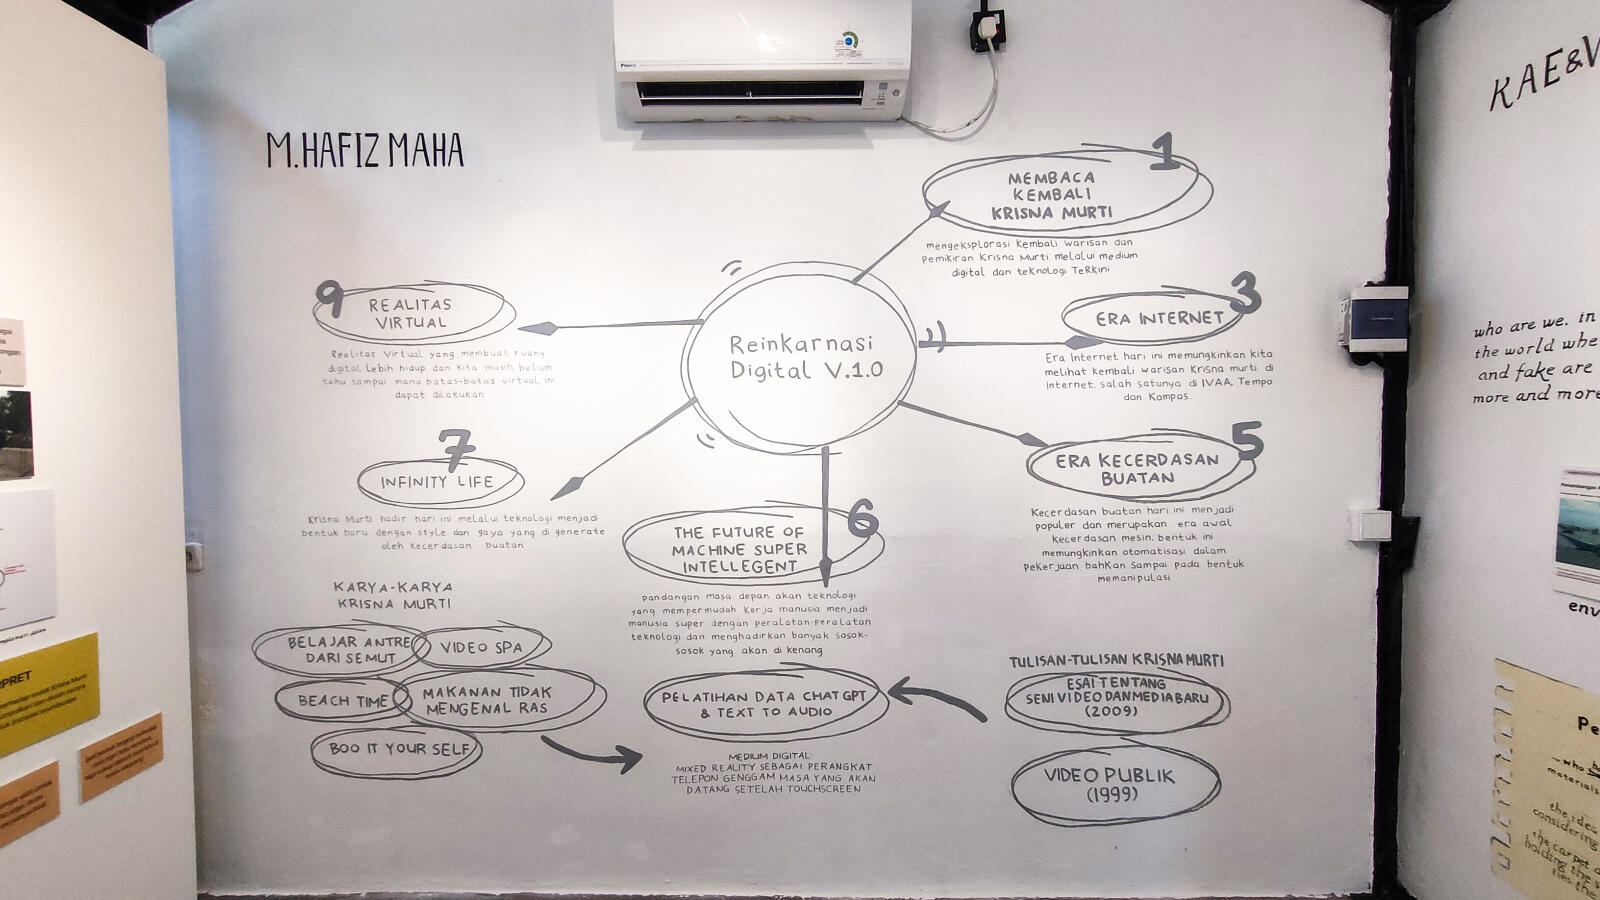 M.HAFIZ MAHA
1
MEMBACA
KEMBALI
KRISNA MURTI
mengeksplorasi kembali warisan dan
pemikiran Krisna Murti melalui medium
digital dan teknologi TeRKini
Reinkarnasi
Digital V.1.0
3
ERA INTERNET
Era Internet hari ini memungkinkan kita
melihat kembali warisan Krisna murti di
Internet. salah satunya di IVAA, Tempo
dan Kompas.
5
ERA KECERDASAN
BUATAN
Kecerdasan buatan hari ini menjadi
populer dan merupakan era awal
kecerdasan mesin. bentuk ini
memungkinkan otomatisasi dalam
pekerjaan bahkan sampai pada bentuk
memanipulasi
6
THE FUTURE OF
MACHINE SUPER
INTELLEGENT
pandangan masa depan akan teknologi
yang mempermudah kerja manusia menjadi
manusia super dengan peralatan-peralatan
teknologi dan menghadirkan banyak sosok-
sosok yang akan di kenang
7
INFINITY LIFE
Krisna Murti hadir hari ini melalui teknologi menjadi
bentuk baru dengan style dan gaya yang di generate
oleh kecerdasan buatan
9
REALITAS
VIRTUAL
Realitas Virtual yang membuat ruang
digital lebih hidup dan kita masih belum
tahu sampai mana batas-batas virtual ini
dapat dilakukan
KARYA-KARYA
KRISNA MURTI
BELAJAR ANTRE
DARI SEMUT
VIDEO SPA
BEACH TIME
MAKANAN TIDAK
MENGENAL RAS
BOO IT YOUR SELF
PELATIHAN DATA CHAT GPT
& TEXT TO AUDIO
MEDIUM DIGITAL
MIXED REALITY SEBAGAI PERANGKAT
TELEPON GENGGAM MASA YANG AKAN
DATANG SETELAH TOUCHSCREEN
TULISAN-TULISAN KRISNA MURTI
ESAI TENTANG
SENI VIDEO DAN MEDIA BARU
(2009)
VIDEO PUBLIK
(1999)
KAE&
who are we. in
the world whe
and fake are
more and more
env
Pe
who
materials
the idea
considering
the carpet
holding the
PRET